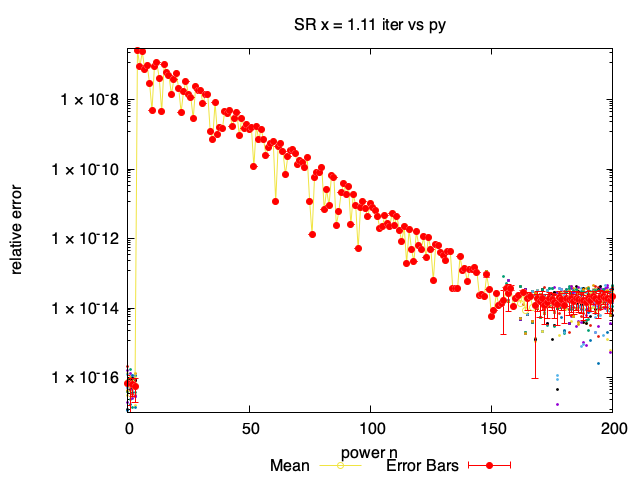 SR x = 1.11 iter vs py
relative error
1 × 10⁻⁸
1 × 10⁻¹⁰
1 × 10⁻¹²
1 × 10⁻¹⁴
1 × 10⁻¹⁶
0 50 100 150 200
power n
Mean Error Bars